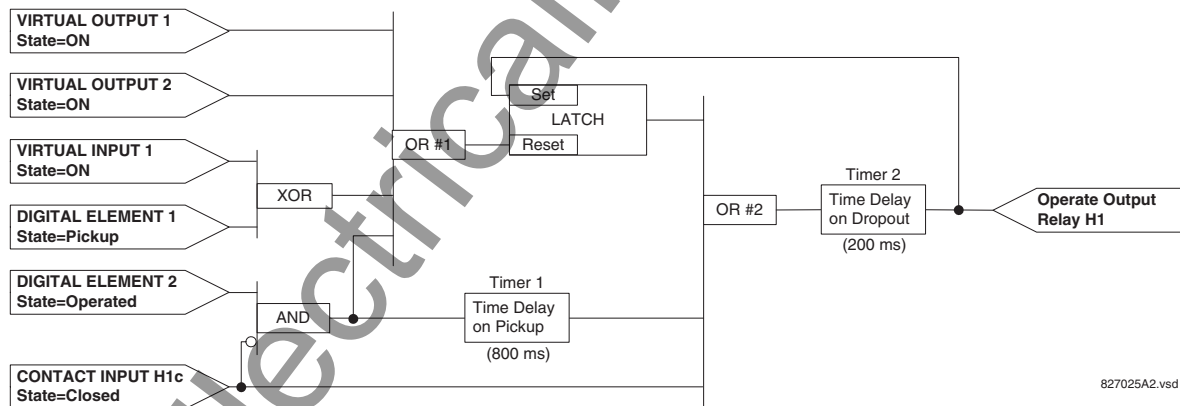 VIRTUAL OUTPUT 1
State=ON
VIRTUAL OUTPUT 2
State=ON
VIRTUAL INPUT 1
State=ON
DIGITAL ELEMENT 1
State=Pickup
DIGITAL ELEMENT 2
State=Operated
CONTACT INPUT H1c
State=Closed
XOR
AND
OR #1
Set
LATCH
Reset
Timer 1
Time Delay
on Pickup
(800 ms)
OR #2
Timer 2
Time Delay
on Dropout
(200 ms)
Operate Output
Relay H1
827025A2.vsd